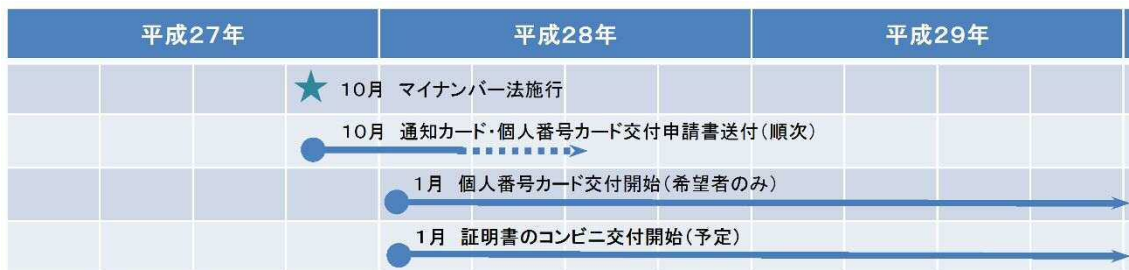 平成27年 平成28年 平成29年
10月 マイナンバー法施行
10月 通知カード・個人番号カード交付申請書送付(順次)
1月 個人番号カード交付開始(希望者のみ)
1月 証明書のコンビニ交付開始(予定)